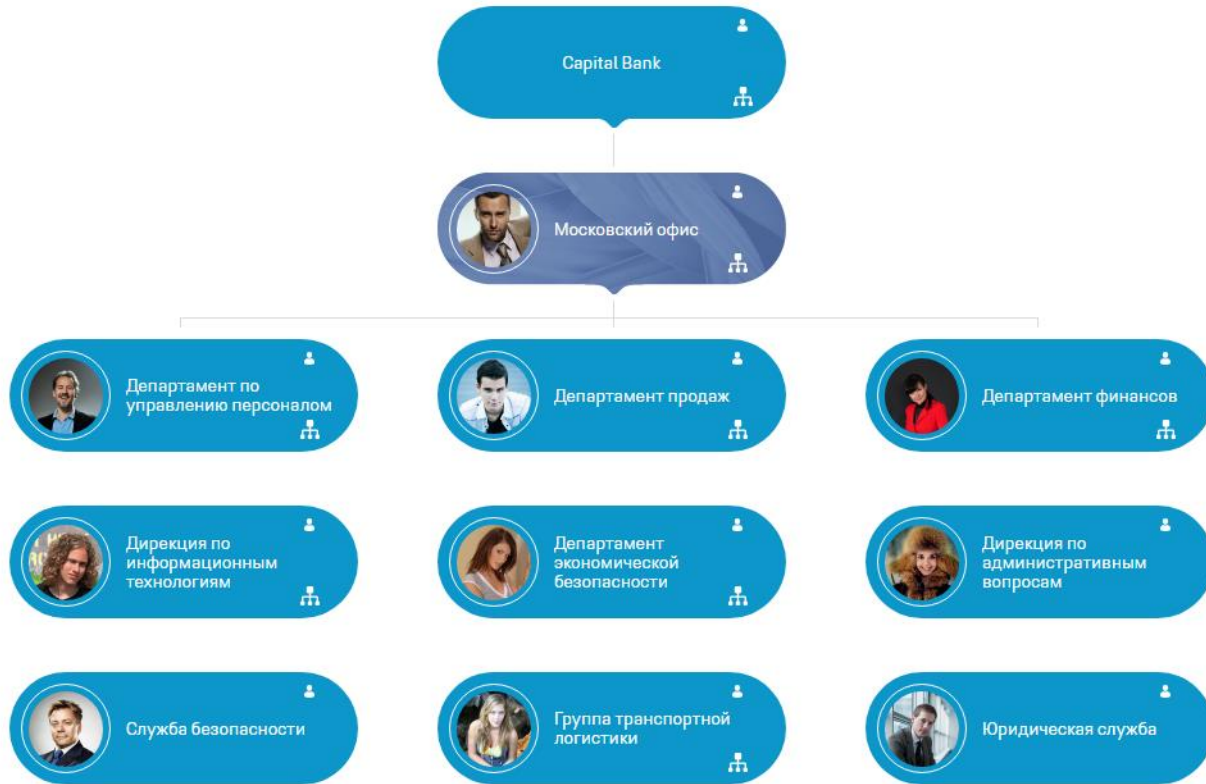 Capital Bank
Московский офис
Департамент по
управлению персоналом
Департамент продаж
Департамент финансов
Дирекция по
информационным
технологиям
Департамент
экономической
безопасности
Дирекция по
административным
вопросам
Служба безопасности
Группа транспортной
логистики
Юридическая служба